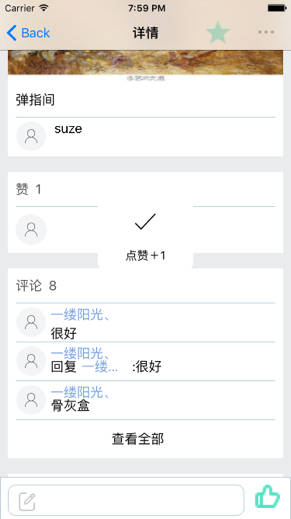 Carrier 7:59 PM
Back 详情
弹指间
suze
赞 1
点赞+1
评论 8
一缕阳光、
很好
一缕阳光、
回复 一缕... :很好
一缕阳光、
骨灰盒
查看全部